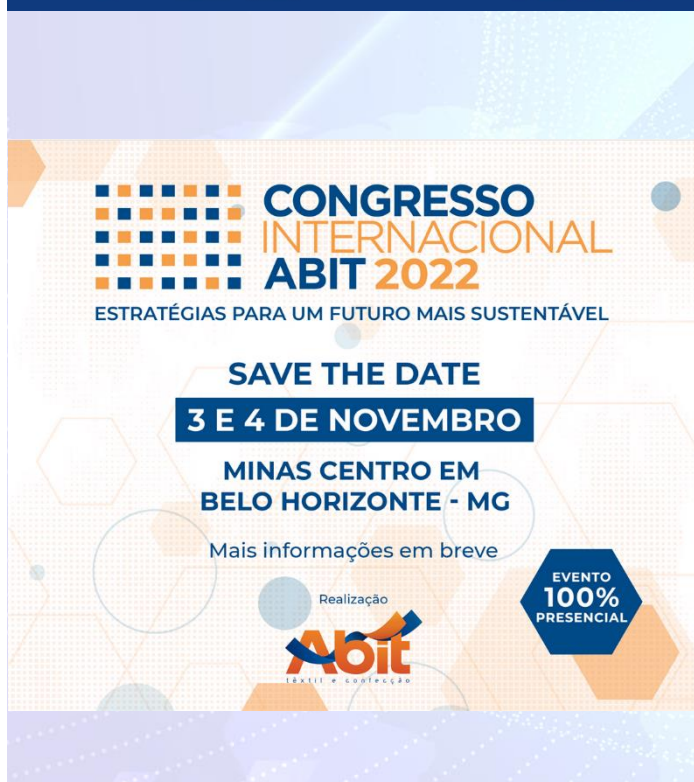 CONGRESSO
INTERNACIONAL
ABIT 2022
ESTRATÉGIAS PARA UM FUTURO MAIS SUSTENTÁVEL
SAVE THE DATE
3 E 4 DE NOVEMBRO
MINAS CENTRO EM
BELO HORIZONTE - MG
Mais informações em breve
EVENTO
100%
PRESENCIAL
Realização
Abit
têxtil e confecção